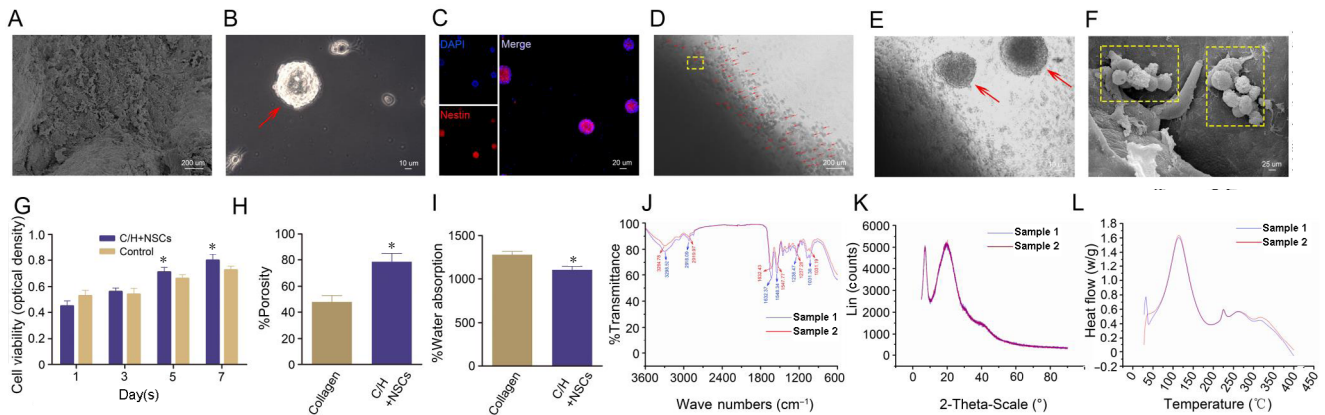 A
B
C
D
E
F
200 um
10 um
DAPI
Merge
Nestin
20 um
200 um
25 um
G
C/H+NSCs
Control
Cell viability (optical density)
1.0
0.8
0.6
0.4
0.2
0
*
*
1
3
5
7
Day(s)
H
%Porosity
100
80
60
40
20
0
*
Collagen
C/H
+NSCs
I
%Water absorption
1500
1000
500
0
*
Collagen
C/H
+NSCs
J
%Transmittance
100
90
80
70
60
50
40
30
20
10
0
Sample 1
Sample 2
3600
3000
2400
1800
1200
600
Wave numbers (cm⁻¹)
K
Lin (counts)
6000
5000
4000
3000
2000
1000
0
Sample 1
Sample 2
0
20
40
60
80
100
2-Theta-Scale (°)
L
Heat flow (w/g)
2.0
1.8
1.6
1.4
1.2
1.0
0.8
0.6
0.4
0.2
0
Sample 1
Sample 2
0
50
100
150
200
250
300
350
400
450
Temperature (℃)